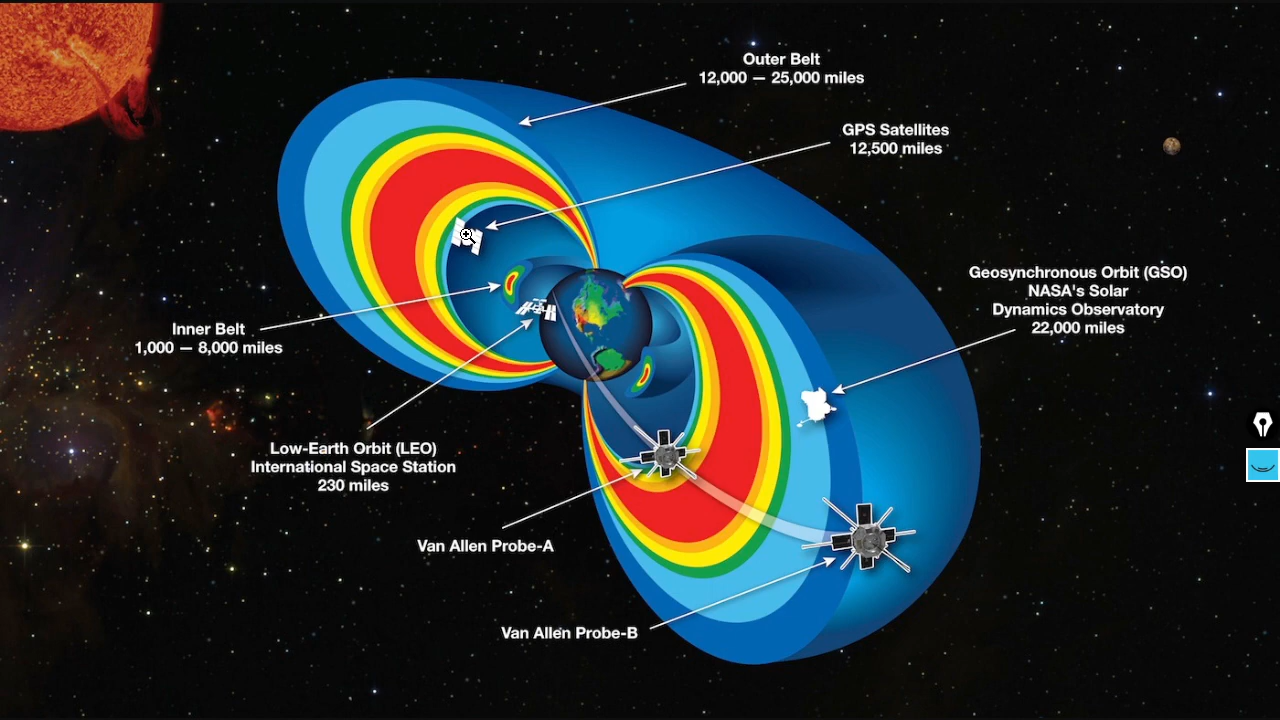 Outer Belt
12,000 — 25,000 miles
GPS Satellites
12,500 miles
Geosynchronous Orbit (GSO)
NASA's Solar
Dynamics Observatory
22,000 miles
Inner Belt
1,000 — 8,000 miles
Low-Earth Orbit (LEO)
International Space Station
230 miles
Van Allen Probe-A
Van Allen Probe-B